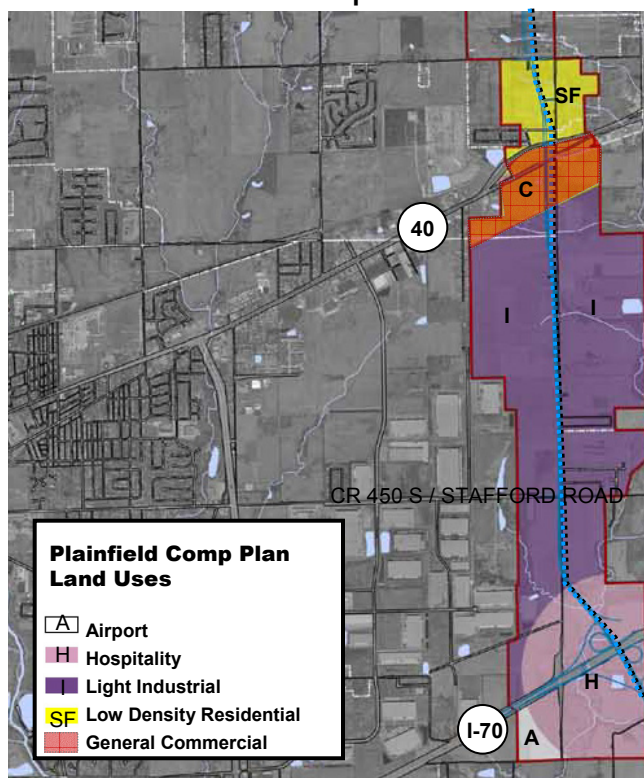 SF
C
40
I I
CR 450 S / STAFFORD ROAD
H
I-70
A
Plainfield Comp Plan
Land Uses
A Airport
H Hospitality
I Light Industrial
SF Low Density Residential
General Commercial